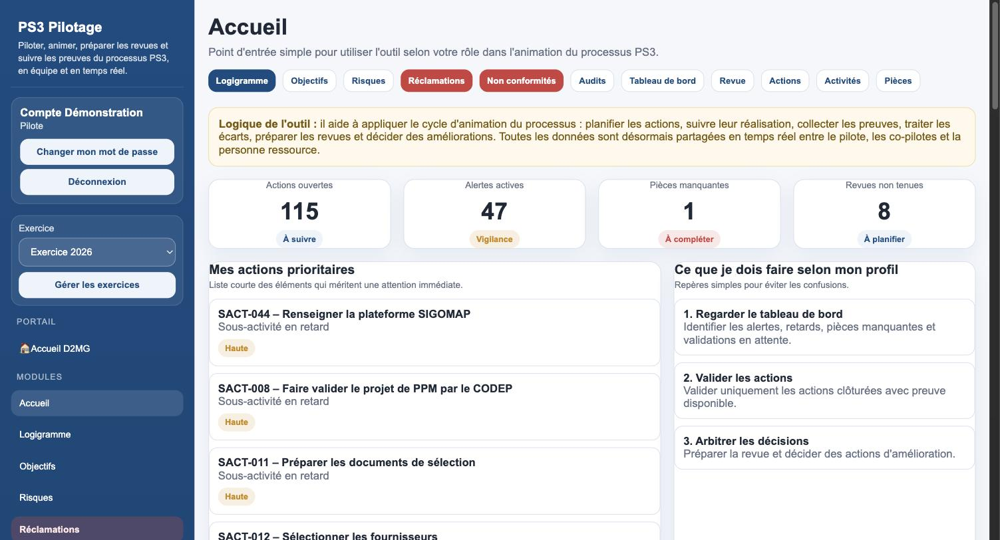 PS3 Pilotage
Piloter, animer, préparer les revues et
suivre les preuves du processus PS3,
en équipe et en temps réel.
Compte Démonstration
Pilote
Changer mon mot de passe
Déconnexion
Exercice
Exercice 2026
Gérer les exercices
PORTAIL
Accueil D2MG
MODULES
Accueil
Logigramme
Objectifs
Risques
Réclamations
Accueil
Point d'entrée simple pour utiliser l'outil selon votre rôle dans l'animation du processus PS3.
Logigramme Objectifs Risques Réclamations Non conformités Audits Tableau de bord Revue Actions Activités Pièces
Logique de l'outil : il aide à appliquer le cycle d'animation du processus : planifier les actions, suivre leur réalisation, collecter les preuves, traiter les
écarts, préparer les revues et décider des améliorations. Toutes les données sont désormais partagées en temps réel entre le pilote, les co-pilotes et la
personne ressource.
Actions ouvertes
115
À suivre
Alertes actives
47
Vigilance
Pièces manquantes
1
À compléter
Revues non tenues
8
À planifier
Mes actions prioritaires
Liste courte des éléments qui méritent une attention immédiate.
SACT-044 – Renseigner la plateforme SIGOMAP
Sous-activité en retard
Haute
SACT-008 – Faire valider le projet de PPM par le CODEP
Sous-activité en retard
Haute
SACT-011 – Préparer les documents de sélection
Sous-activité en retard
Haute
SACT-012 – Sélectionner les fournisseurs
Ce que je dois faire selon mon profil
Repères simples pour éviter les confusions.
1. Regarder le tableau de bord
Identifier les alertes, retards, pièces manquantes et
validations en attente.
2. Valider les actions
Valider uniquement les actions clôturées avec preuve
disponible.
3. Arbitrer les décisions
Préparer la revue et décider des actions d'amélioration.